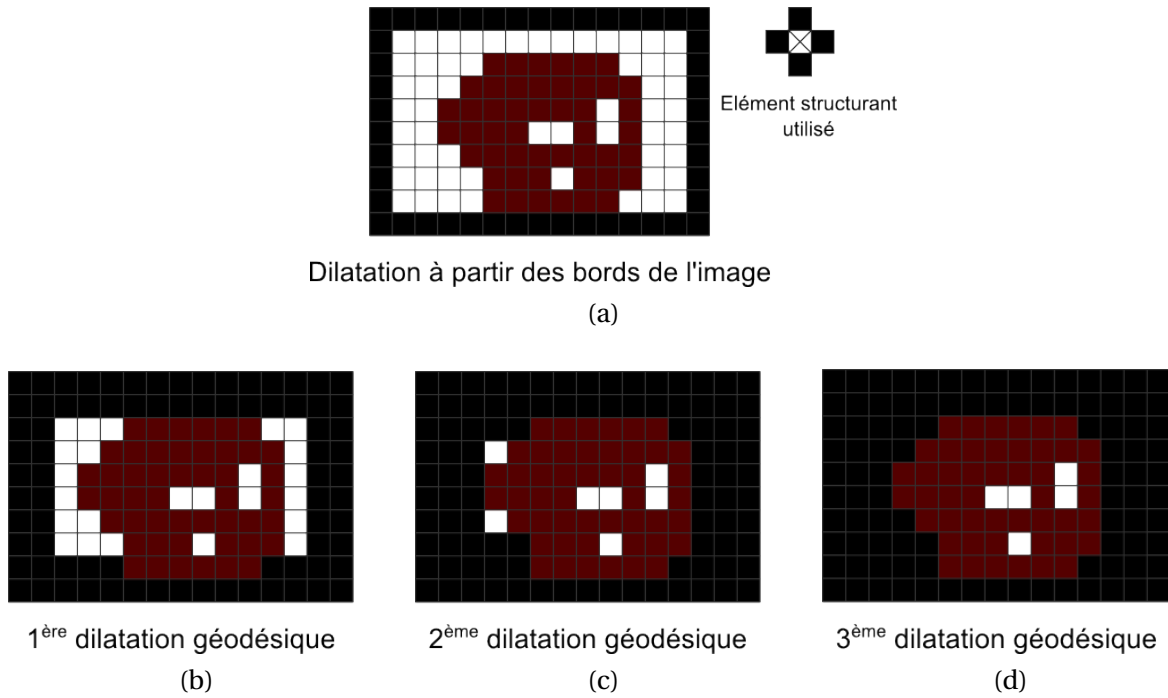 Elément structurant
utilisé
Dilatation à partir des bords de l'image
(a)
1ère dilatation géodésique
2ème dilatation géodésique
3ème dilatation géodésique
(b)
(c)
(d)